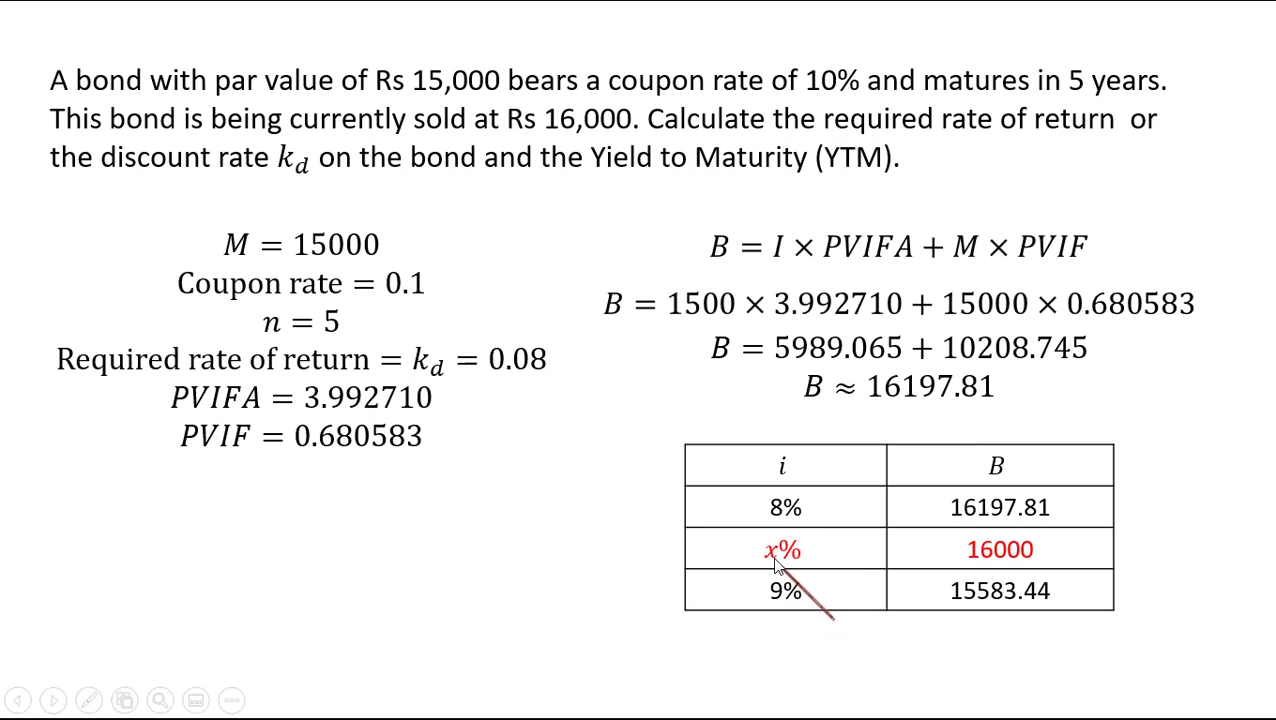 A bond with par value of Rs 15,000 bears a coupon rate of 10% and matures in 5 years.
This bond is being currently sold at Rs 16,000. Calculate the required rate of return or
the discount rate k_d on the bond and the Yield to Maturity (YTM).
M = 15000
Coupon rate = 0.1
n = 5
Required rate of return = k_d = 0.08
PVIFA = 3.992710
PVIF = 0.680583
B = I × PVIFA + M × PVIF
B = 1500 × 3.992710 + 15000 × 0.680583
B = 5989.065 + 10208.745
B ≈ 16197.81
i B
8% 16197.81
x% 16000
9% 15583.44